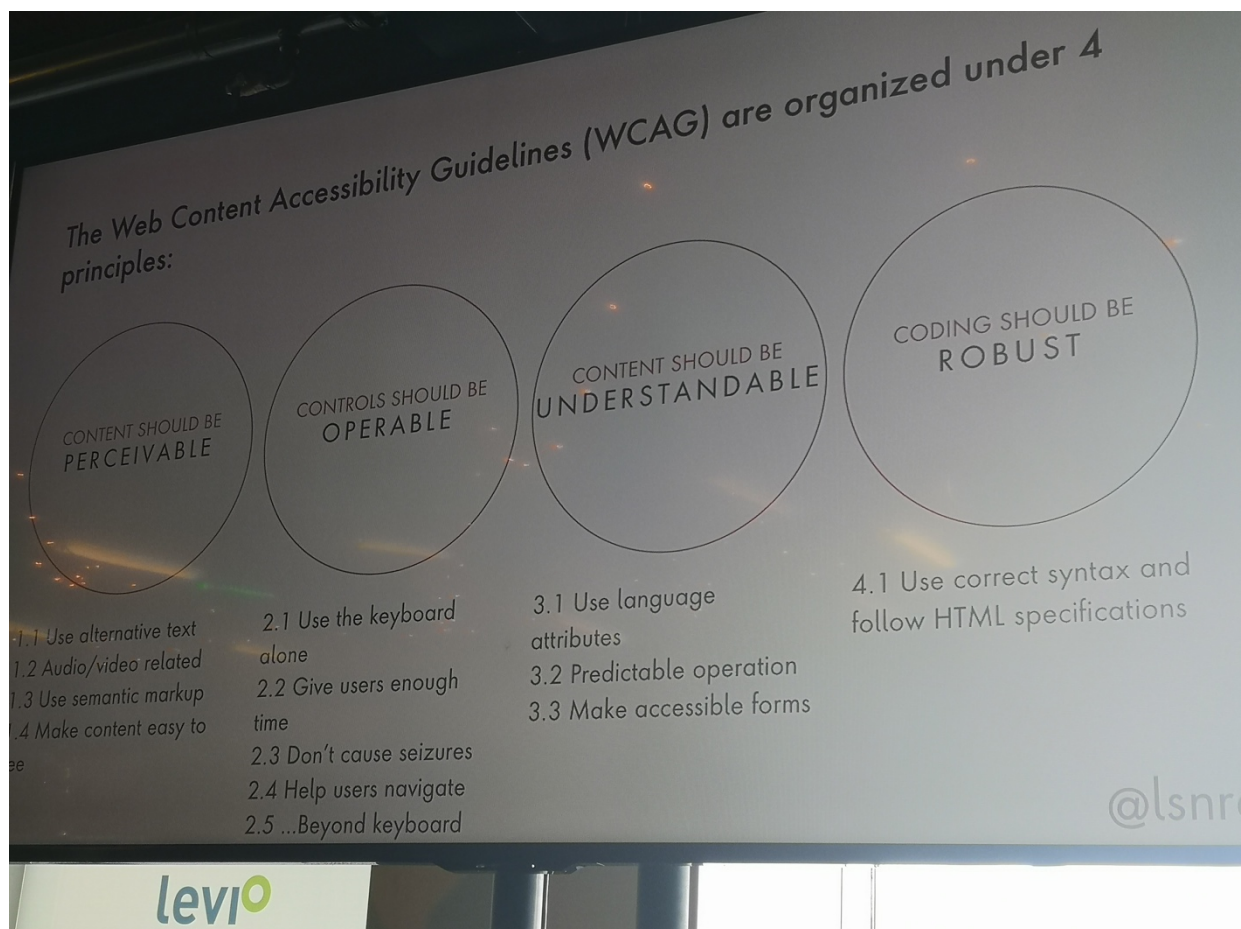 The Web Content Accessibility Guidelines (WCAG) are organized under 4
principles:
CONTENT SHOULD BE
PERCEIVABLE
1.1 Use alternative text
1.2 Audio/video related
1.3 Use semantic markup
.4 Make content easy to
ee
CONTROLS SHOULD BE
OPERABLE
2.1 Use the keyboard
alone
2.2 Give users enough
time
2.3 Don't cause seizures
2.4 Help users navigate
2.5 ...Beyond keyboard
CONTENT SHOULD BE
UNDERSTANDABLE
3.1 Use language
attributes
3.2 Predictable operation
3.3 Make accessible forms
CODING SHOULD BE
ROBUST
4.1 Use correct syntax and
follow HTML specifications
@lsnr
levio